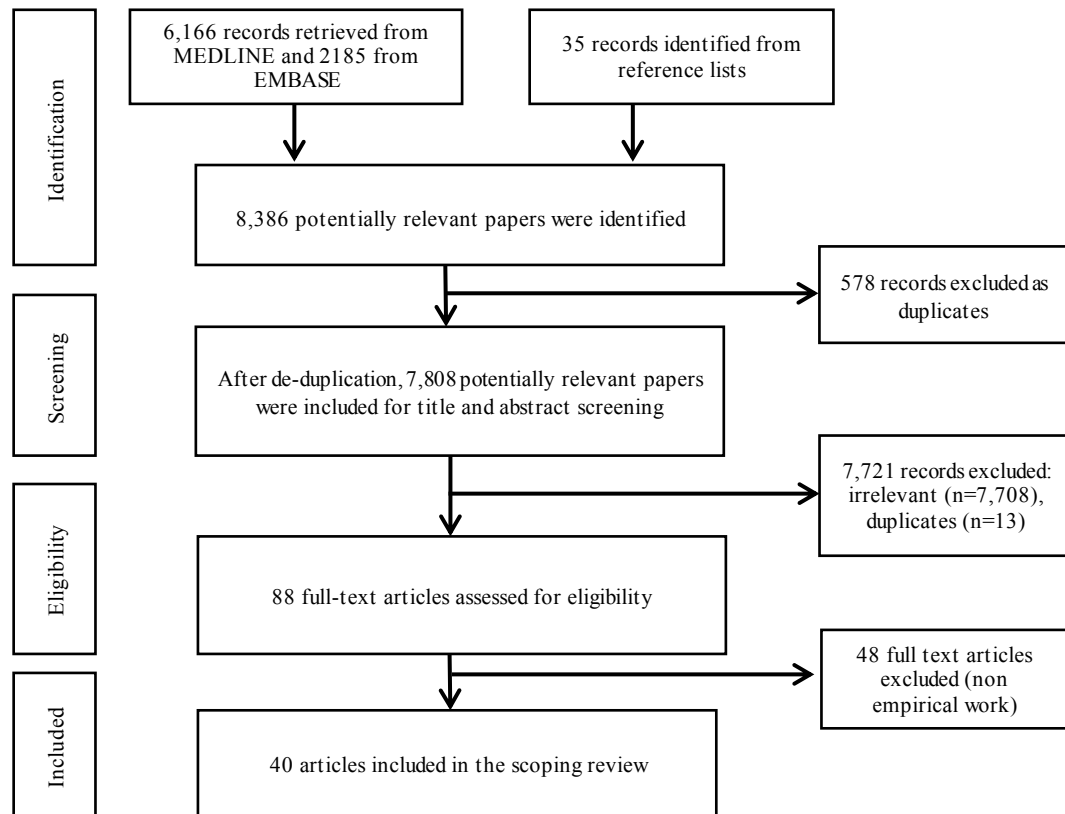 Identification
6,166 records retrieved from
MEDLINE and 2185 from
EMBASE
35 records identified from
reference lists
8,386 potentially relevant papers were identified
578 records excluded as
duplicates
Screening
After de-duplication, 7,808 potentially relevant papers
were included for title and abstract screening
7,721 records excluded:
irrelevant (n=7,708),
duplicates (n=13)
Eligibility
88 full-text articles assessed for eligibility
48 full text articles
excluded (non
empirical work)
Included
40 articles included in the scoping review